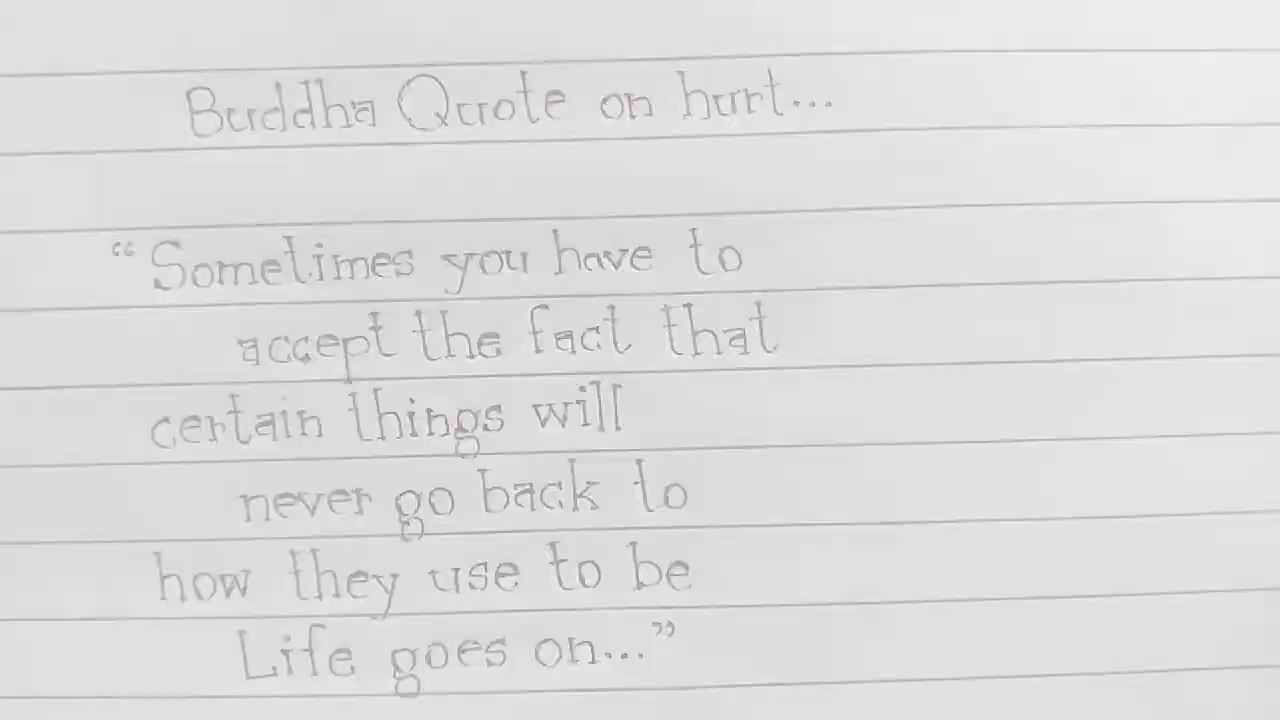 Buddha Quote on hurt...
“Sometimes you have to
accept the fact that
certain things will
never go back to
how they use to be
Life goes on...”